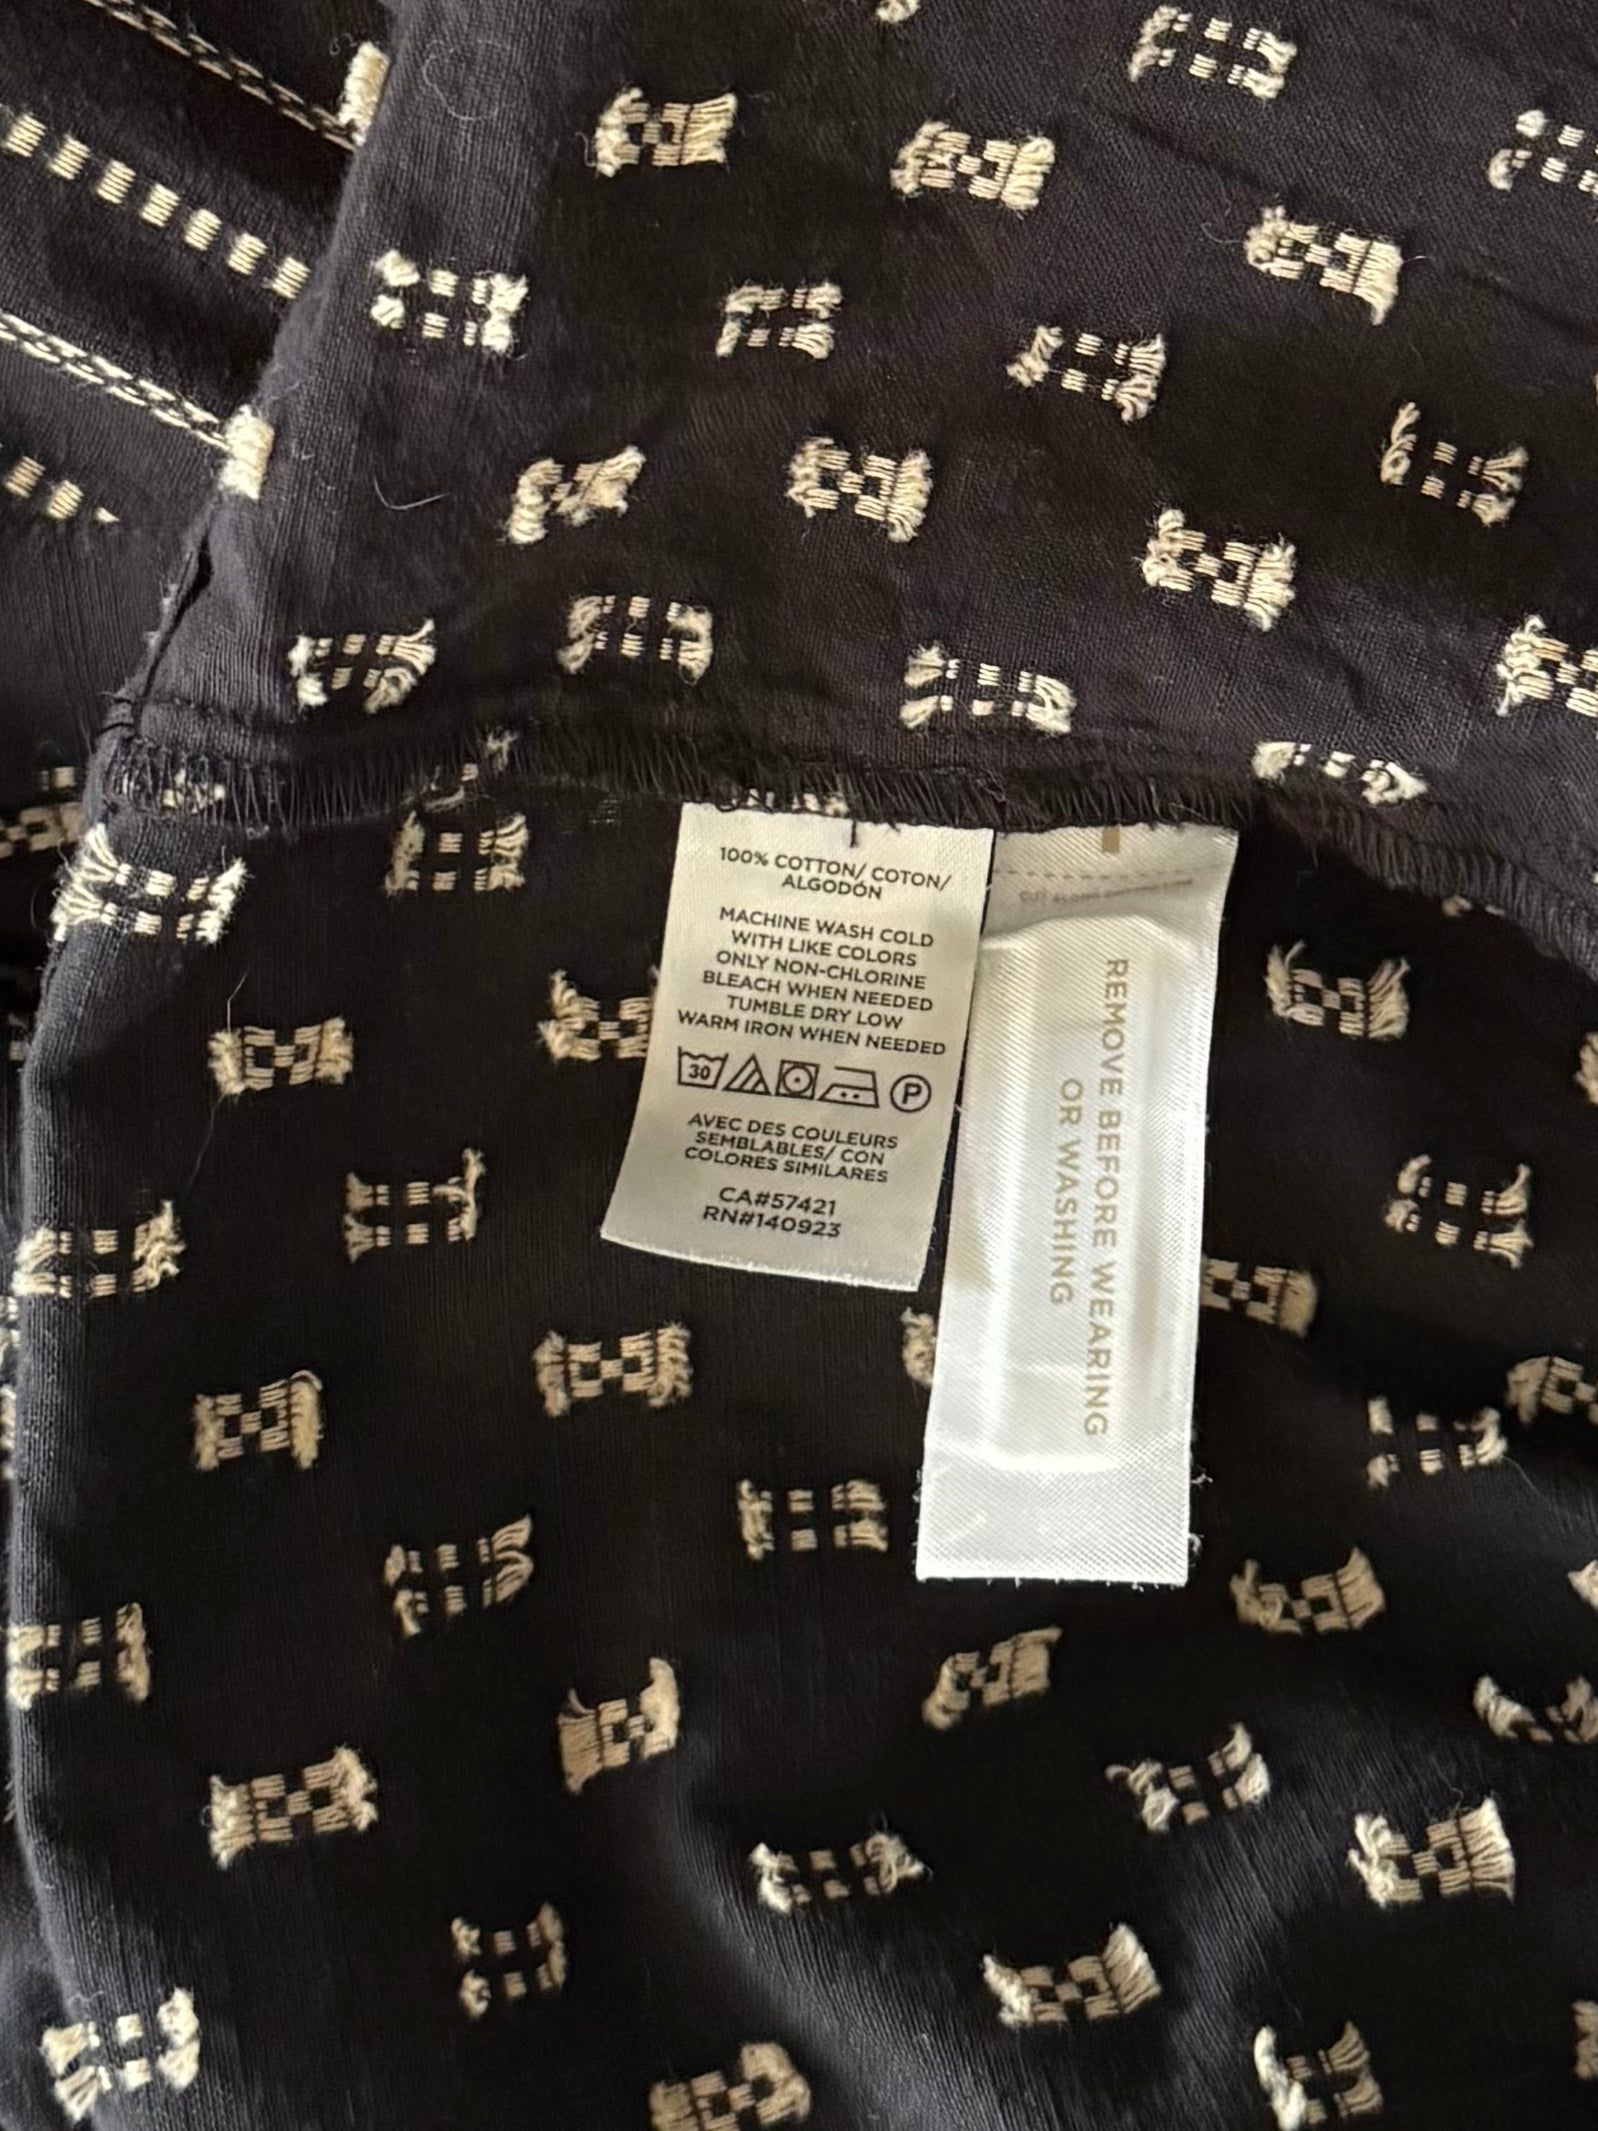 100% COTTON/ COTON/
ALGODÓN
MACHINE WASH COLD
WITH LIKE COLORS
ONLY NON-CHLORINE
BLEACH WHEN NEEDED
TUMBLE DRY LOW
WARM IRON WHEN NEEDED
30
P
AVEC DES COULEURS
SEMBLABLES/ CON
COLORES SIMILARES
CA#57421
RN#140923
CUT ALONG
REMOVE BEFORE WEARING
OR WASHING